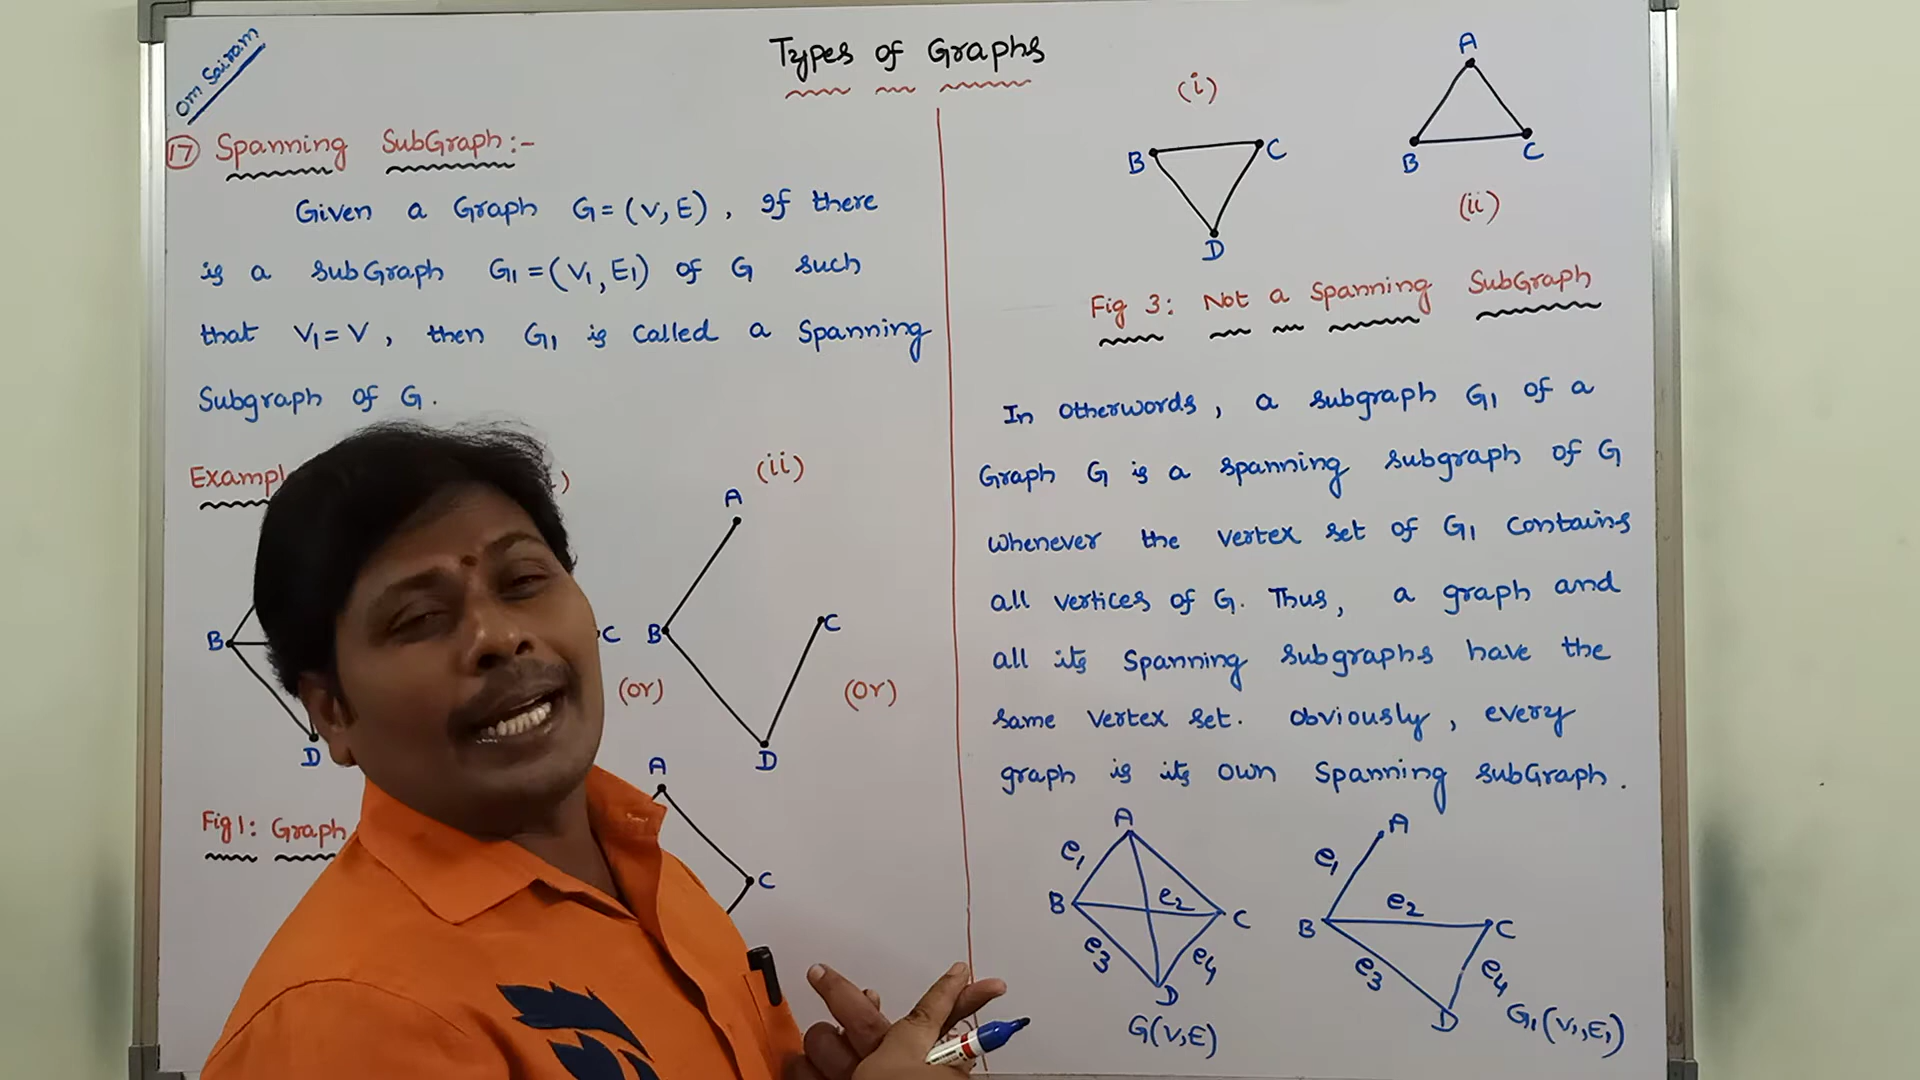 Om Sairam
Types of Graphs
17 Spanning SubGraph:-
Given a Graph G=(V,E), If there
is a subGraph G1=(V1,E1) of G such
that V1=V, then G1 is called a Spanning
Subgraph of G.
(ii)
A
B
C
D
Fig 1: Graph
C
B
A
C
D
(or)
(or)
A
C
(i)
B
C
D
A
B
C
(ii)
Fig 3: Not a Spanning SubGraph
In otherwords, a subgraph G1 of a
Graph G is a spanning subgraph of G
whenever the vertex set of G1 contains
all vertices of G. Thus, a graph and
all its Spanning subgraphs have the
same vertex set. Obviously, every
graph is its own Spanning subGraph.
A
e1
B
e2
C
e3
e4
D
G(V,E)
A
e1
B
e2
C
e3
e4
D
G1(V1,E1)